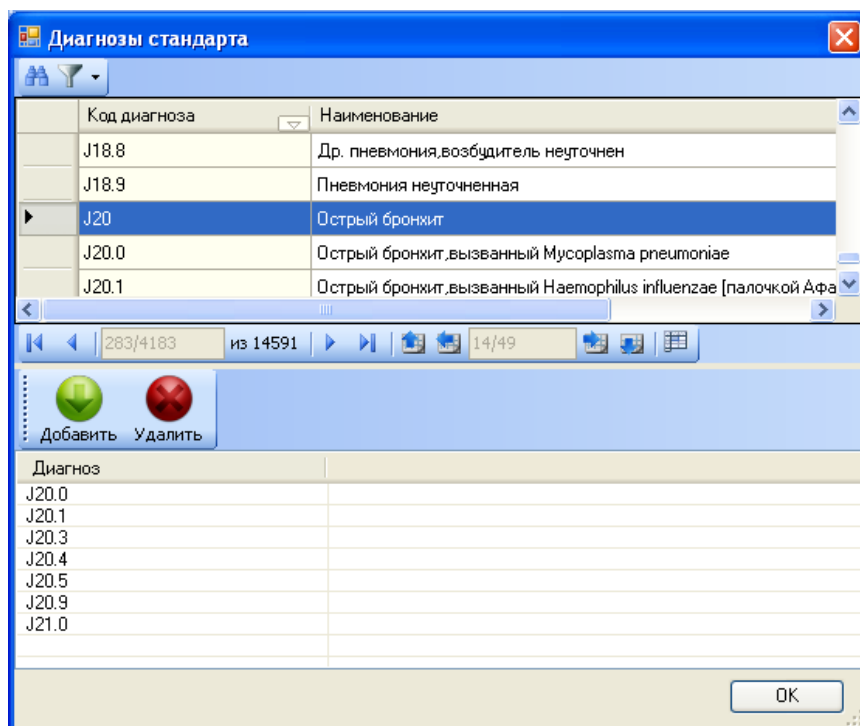 Диагнозы стандарта
Код диагноза Наименование
J18.8 Др. пневмония,возбудитель неуточнен
J18.9 Пневмония неуточненная
J20 Острый бронхит
J20.0 Острый бронхит,вызванный Mycoplasma pneumoniae
J20.1 Острый бронхит,вызванный Haemophilus influenzae [палочкой Афа
283/4183 из 14591 14/49
Добавить Удалить
Диагноз
J20.0
J20.1
J20.3
J20.4
J20.5
J20.9
J21.0
OK